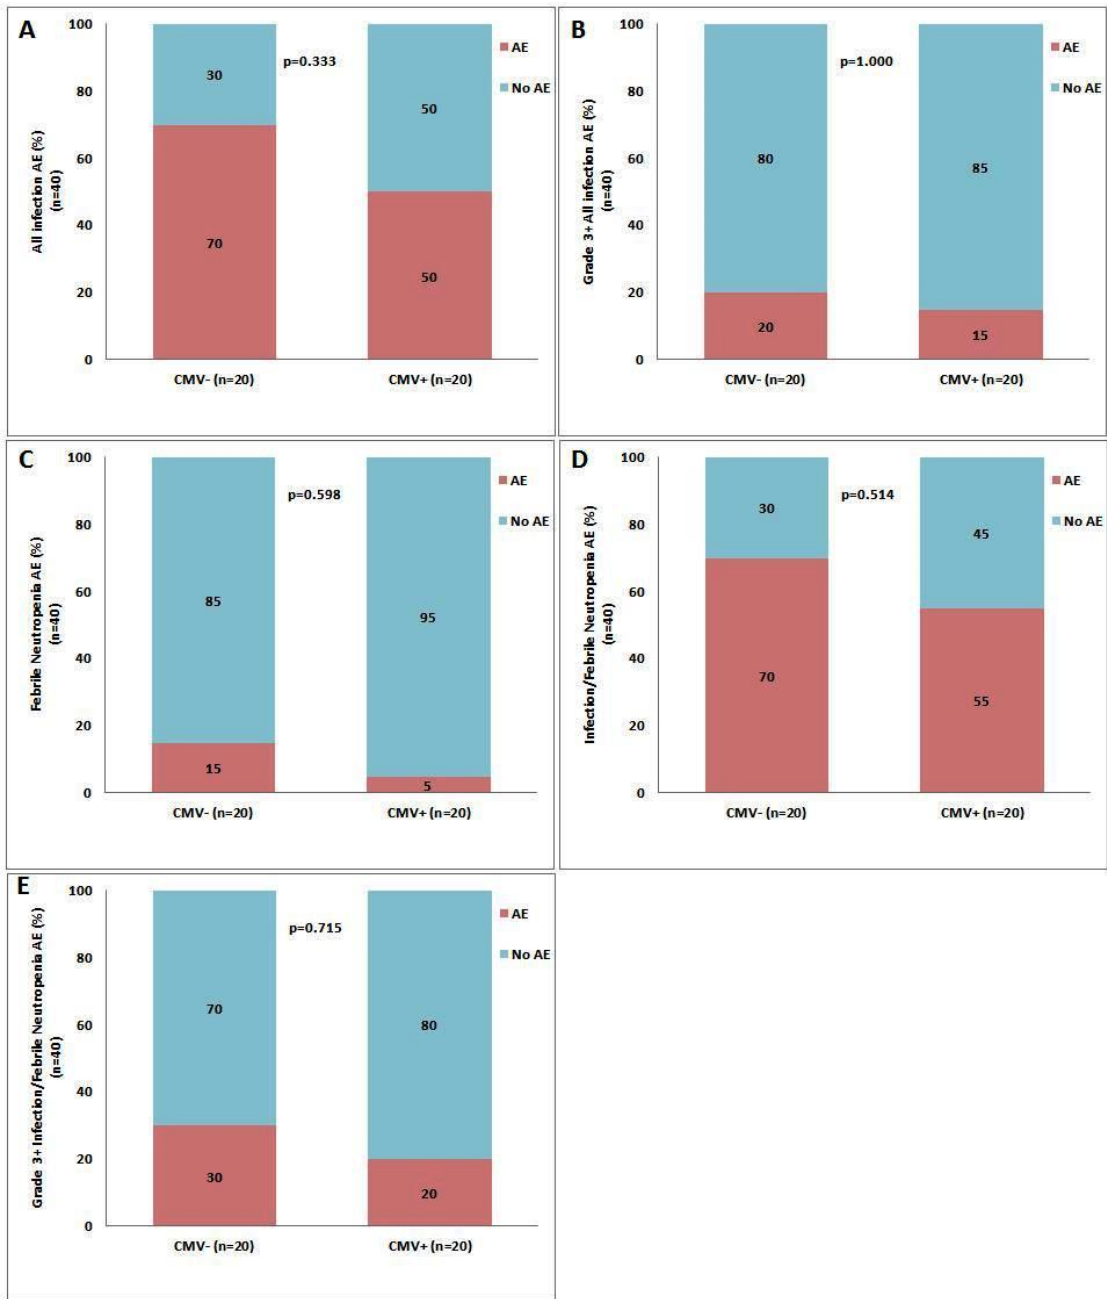 A
100
80
60
40
20
0
All infection AE (%)
(n=40)
30
70
p=0.333
50
50
AE
No AE
CMV- (n=20)
CMV+ (n=20)
B
100
80
60
40
20
0
Grade 3+ All infection AE (%)
(n=40)
80
20
p=1.000
85
15
AE
No AE
CMV- (n=20)
CMV+ (n=20)
C
100
80
60
40
20
0
Febrile Neutropenia AE (%)
(n=40)
85
15
p=0.598
95
5
AE
No AE
CMV- (n=20)
CMV+ (n=20)
D
100
80
60
40
20
0
Infection/Febrile Neutropenia AE (%)
(n=40)
30
70
p=0.514
45
55
AE
No AE
CMV- (n=20)
CMV+ (n=20)
E
100
80
60
40
20
0
Grade 3+ Infection/Febrile Neutropenia AE (%)
(n=40)
70
30
p=0.715
80
20
AE
No AE
CMV- (n=20)
CMV+ (n=20)